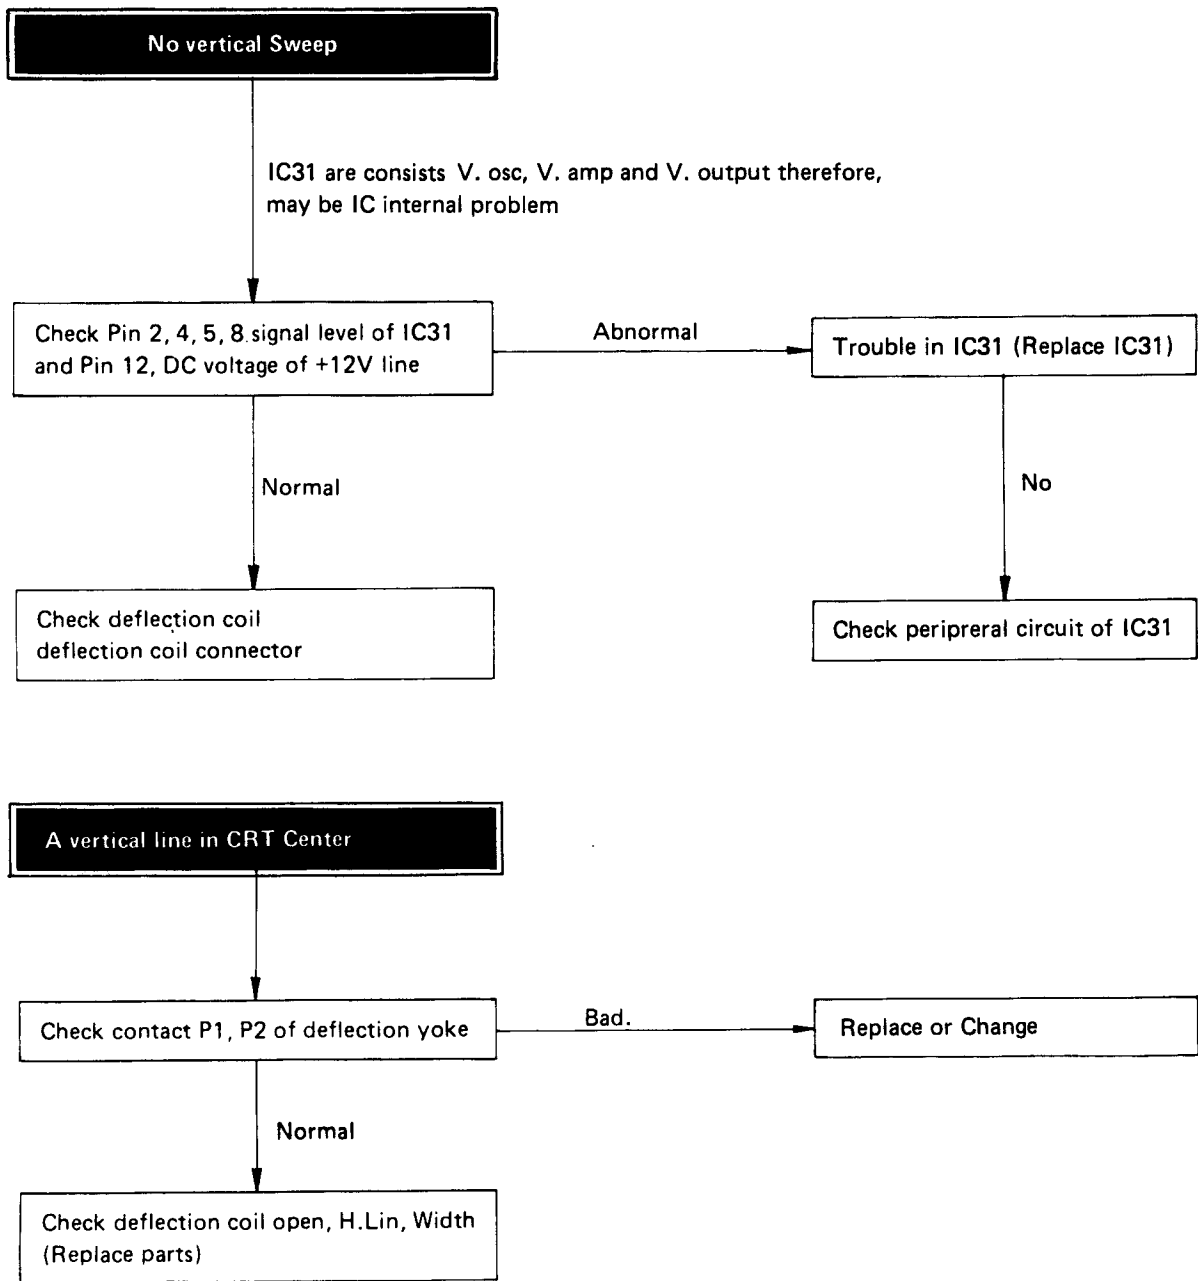 No vertical Sweep
IC31 are consists V. osc, V. amp and V. output therefore,
may be IC internal problem
Check Pin 2, 4, 5, 8 signal level of IC31
and Pin 12, DC voltage of +12V line
Abnormal
Trouble in IC31 (Replace IC31)
Normal
No
Check deflection coil
deflection coil connector
Check peripreral circuit of IC31
A vertical line in CRT Center
Check contact P1, P2 of deflection yoke
Bad.
Replace or Change
Normal
Check deflection coil open, H.Lin, Width
(Replace parts)